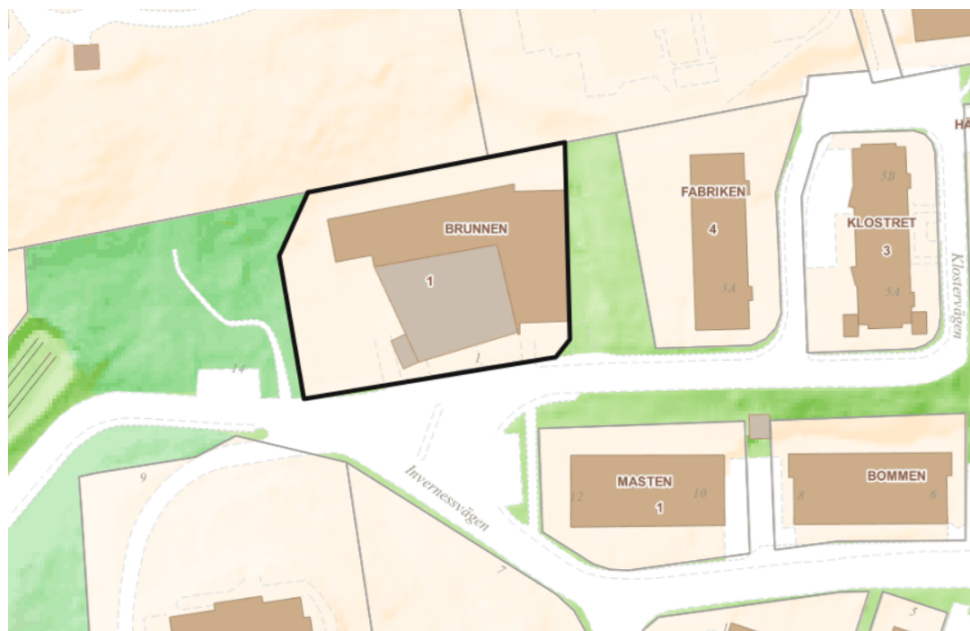 HA
5B
FABRIKEN
4
KLOSTRET
3
BRUNNEN
1
Klostervägen
3A
5A
1
14
Invernessvägen
9
MASTEN
1
12
10
BOMMEN
8
6
7
5